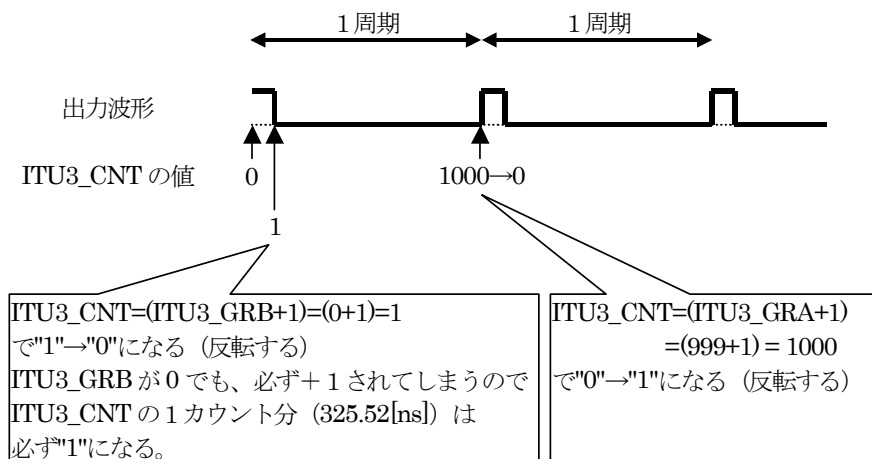 1周期 1周期
出力波形
ITU3_CNT の値 0 1000→0
1
ITU3_CNT=(ITU3_GRB+1)=(0+1)=1
で"1"→"0"になる（反転する）
ITU3_GRB が 0 でも、必ず＋１されてしまうので
ITU3_CNT の１カウント分（325.52[ns]）は
必ず"1"になる。
ITU3_CNT=(ITU3_GRA+1)
=(999+1) = 1000
で"0"→"1"になる（反転する）